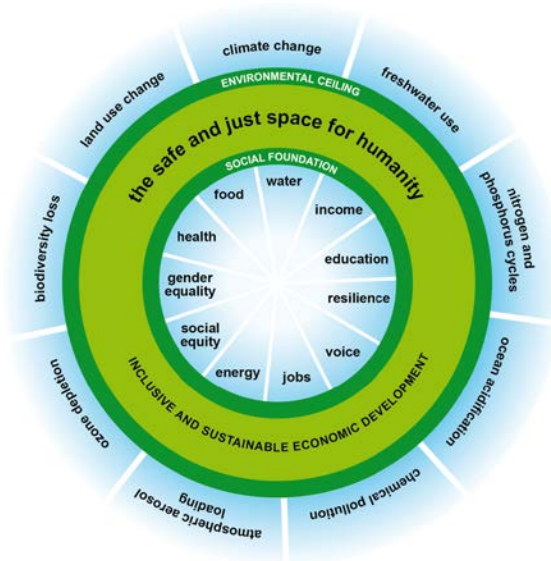 climate change
freshwater use
nitrogen and
phosphorus cycles
ocean acidification
chemical pollution
atmospheric aerosol
loading
ozone depletion
biodiversity loss
land use change
ENVIRONMENTAL CEILING
the safe and just space for humanity
SOCIAL FOUNDATION
water
income
education
resilience
voice
jobs
energy
social
equity
gender
equality
health
food
INCLUSIVE AND SUSTAINABLE ECONOMIC DEVELOPMENT